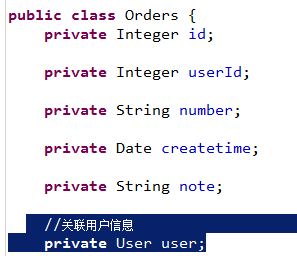 public class Orders {
private Integer id;
private Integer userId;
private String number;
private Date createtime;
private String note;
//关联用户信息
private User user;